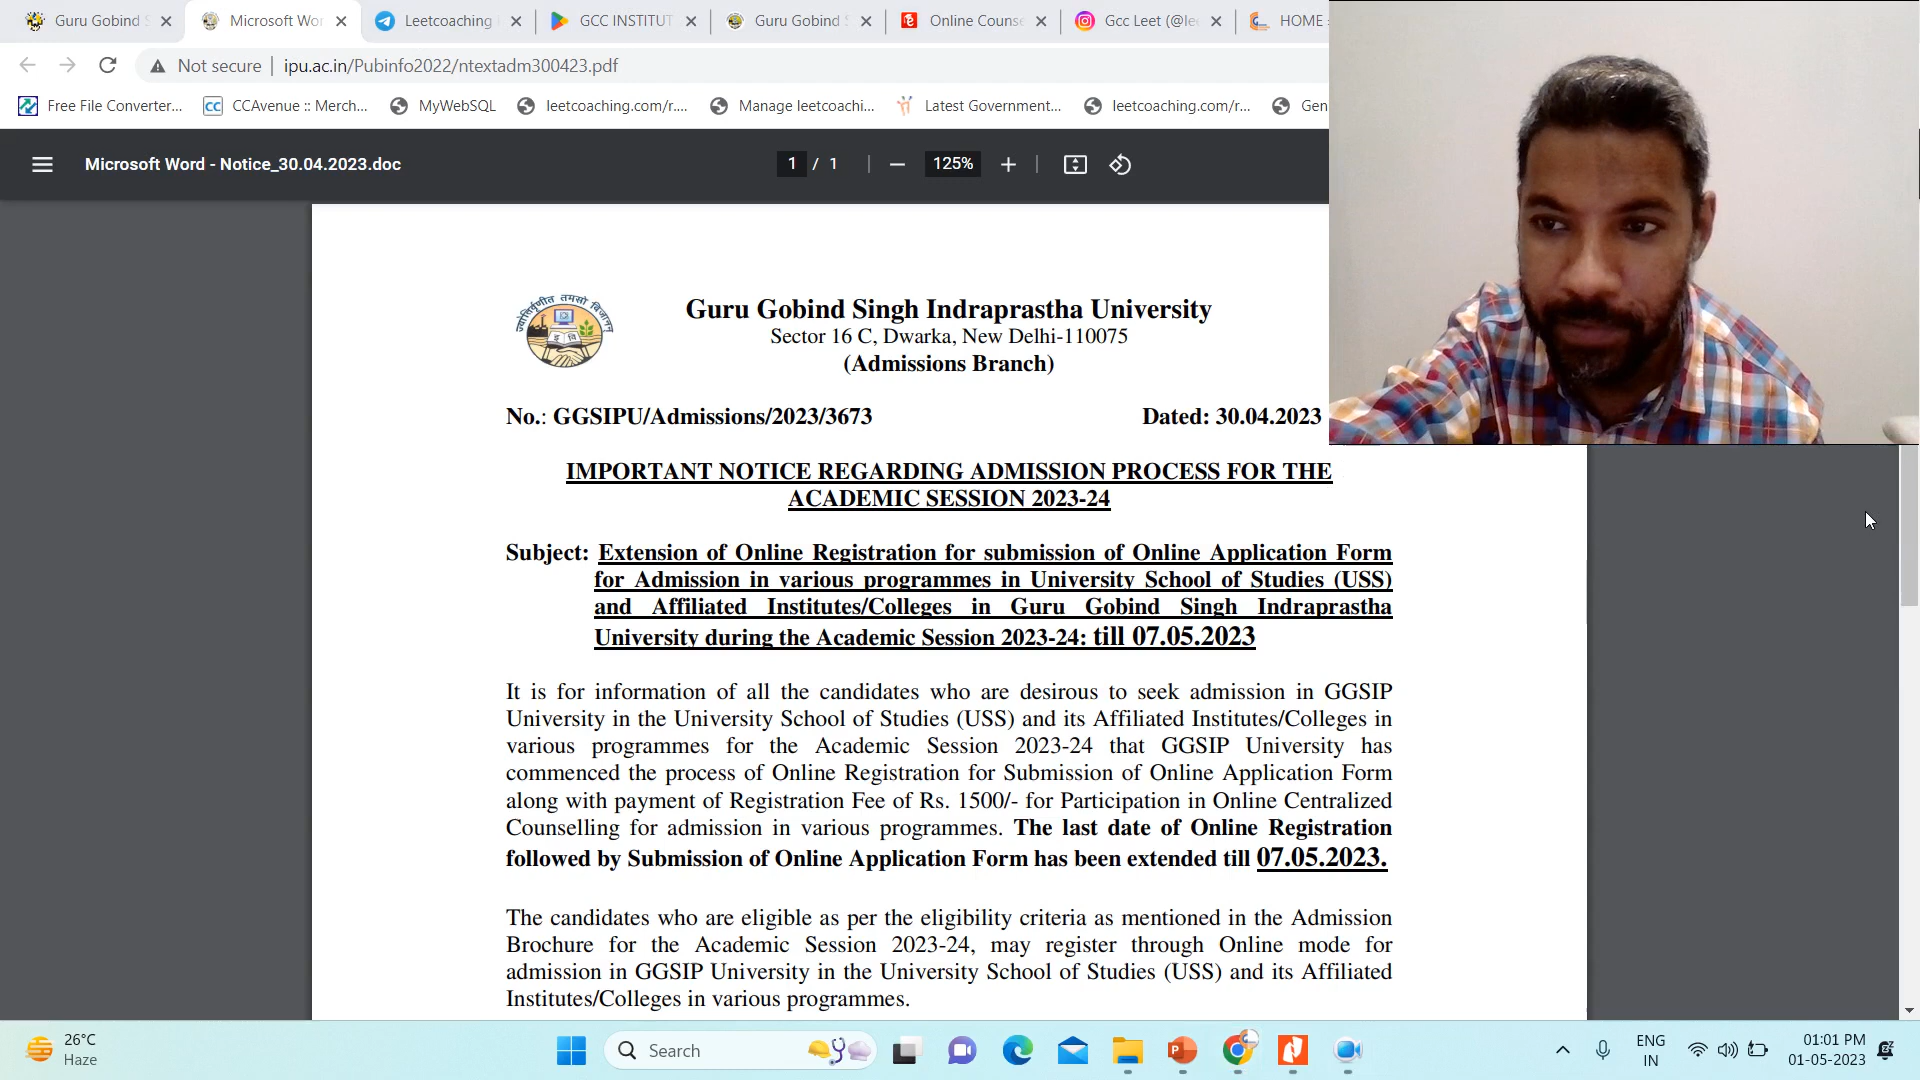 Guru Gobind S
Microsoft Wor
Leetcoaching
GCC INSTITUT
Guru Gobind S
Online Counse
Gcc Leet (@lee
HOME
Not secure
ipu.ac.in/Pubinfo2022/ntextadm300423.pdf
Free File Converter...
CC
CCAvenue :: Merch...
MyWebSQL
leetcoaching.com/r....
Manage leetcoachi...
Latest Government...
leetcoaching.com/r...
Gen
Microsoft Word - Notice_30.04.2023.doc
1 / 1
125%
Guru Gobind Singh Indraprastha University
Sector 16 C, Dwarka, New Delhi-110075
(Admissions Branch)
No.: GGSIPU/Admissions/2023/3673
Dated: 30.04.2023
IMPORTANT NOTICE REGARDING ADMISSION PROCESS FOR THE
ACADEMIC SESSION 2023-24
Subject: Extension of Online Registration for submission of Online Application Form
for Admission in various programmes in University School of Studies (USS)
and Affiliated Institutes/Colleges in Guru Gobind Singh Indraprastha
University during the Academic Session 2023-24: till 07.05.2023
It is for information of all the candidates who are desirous to seek admission in GGSIP
University in the University School of Studies (USS) and its Affiliated Institutes/Colleges in
various programmes for the Academic Session 2023-24 that GGSIP University has
commenced the process of Online Registration for Submission of Online Application Form
along with payment of Registration Fee of Rs. 1500/- for Participation in Online Centralized
Counselling for admission in various programmes. The last date of Online Registration
followed by Submission of Online Application Form has been extended till 07.05.2023.
The candidates who are eligible as per the eligibility criteria as mentioned in the Admission
Brochure for the Academic Session 2023-24, may register through Online mode for
admission in GGSIP University in the University School of Studies (USS) and its Affiliated
Institutes/Colleges in various programmes.
26°C
Haze
Search
ENG
IN
01:01 PM
01-05-2023